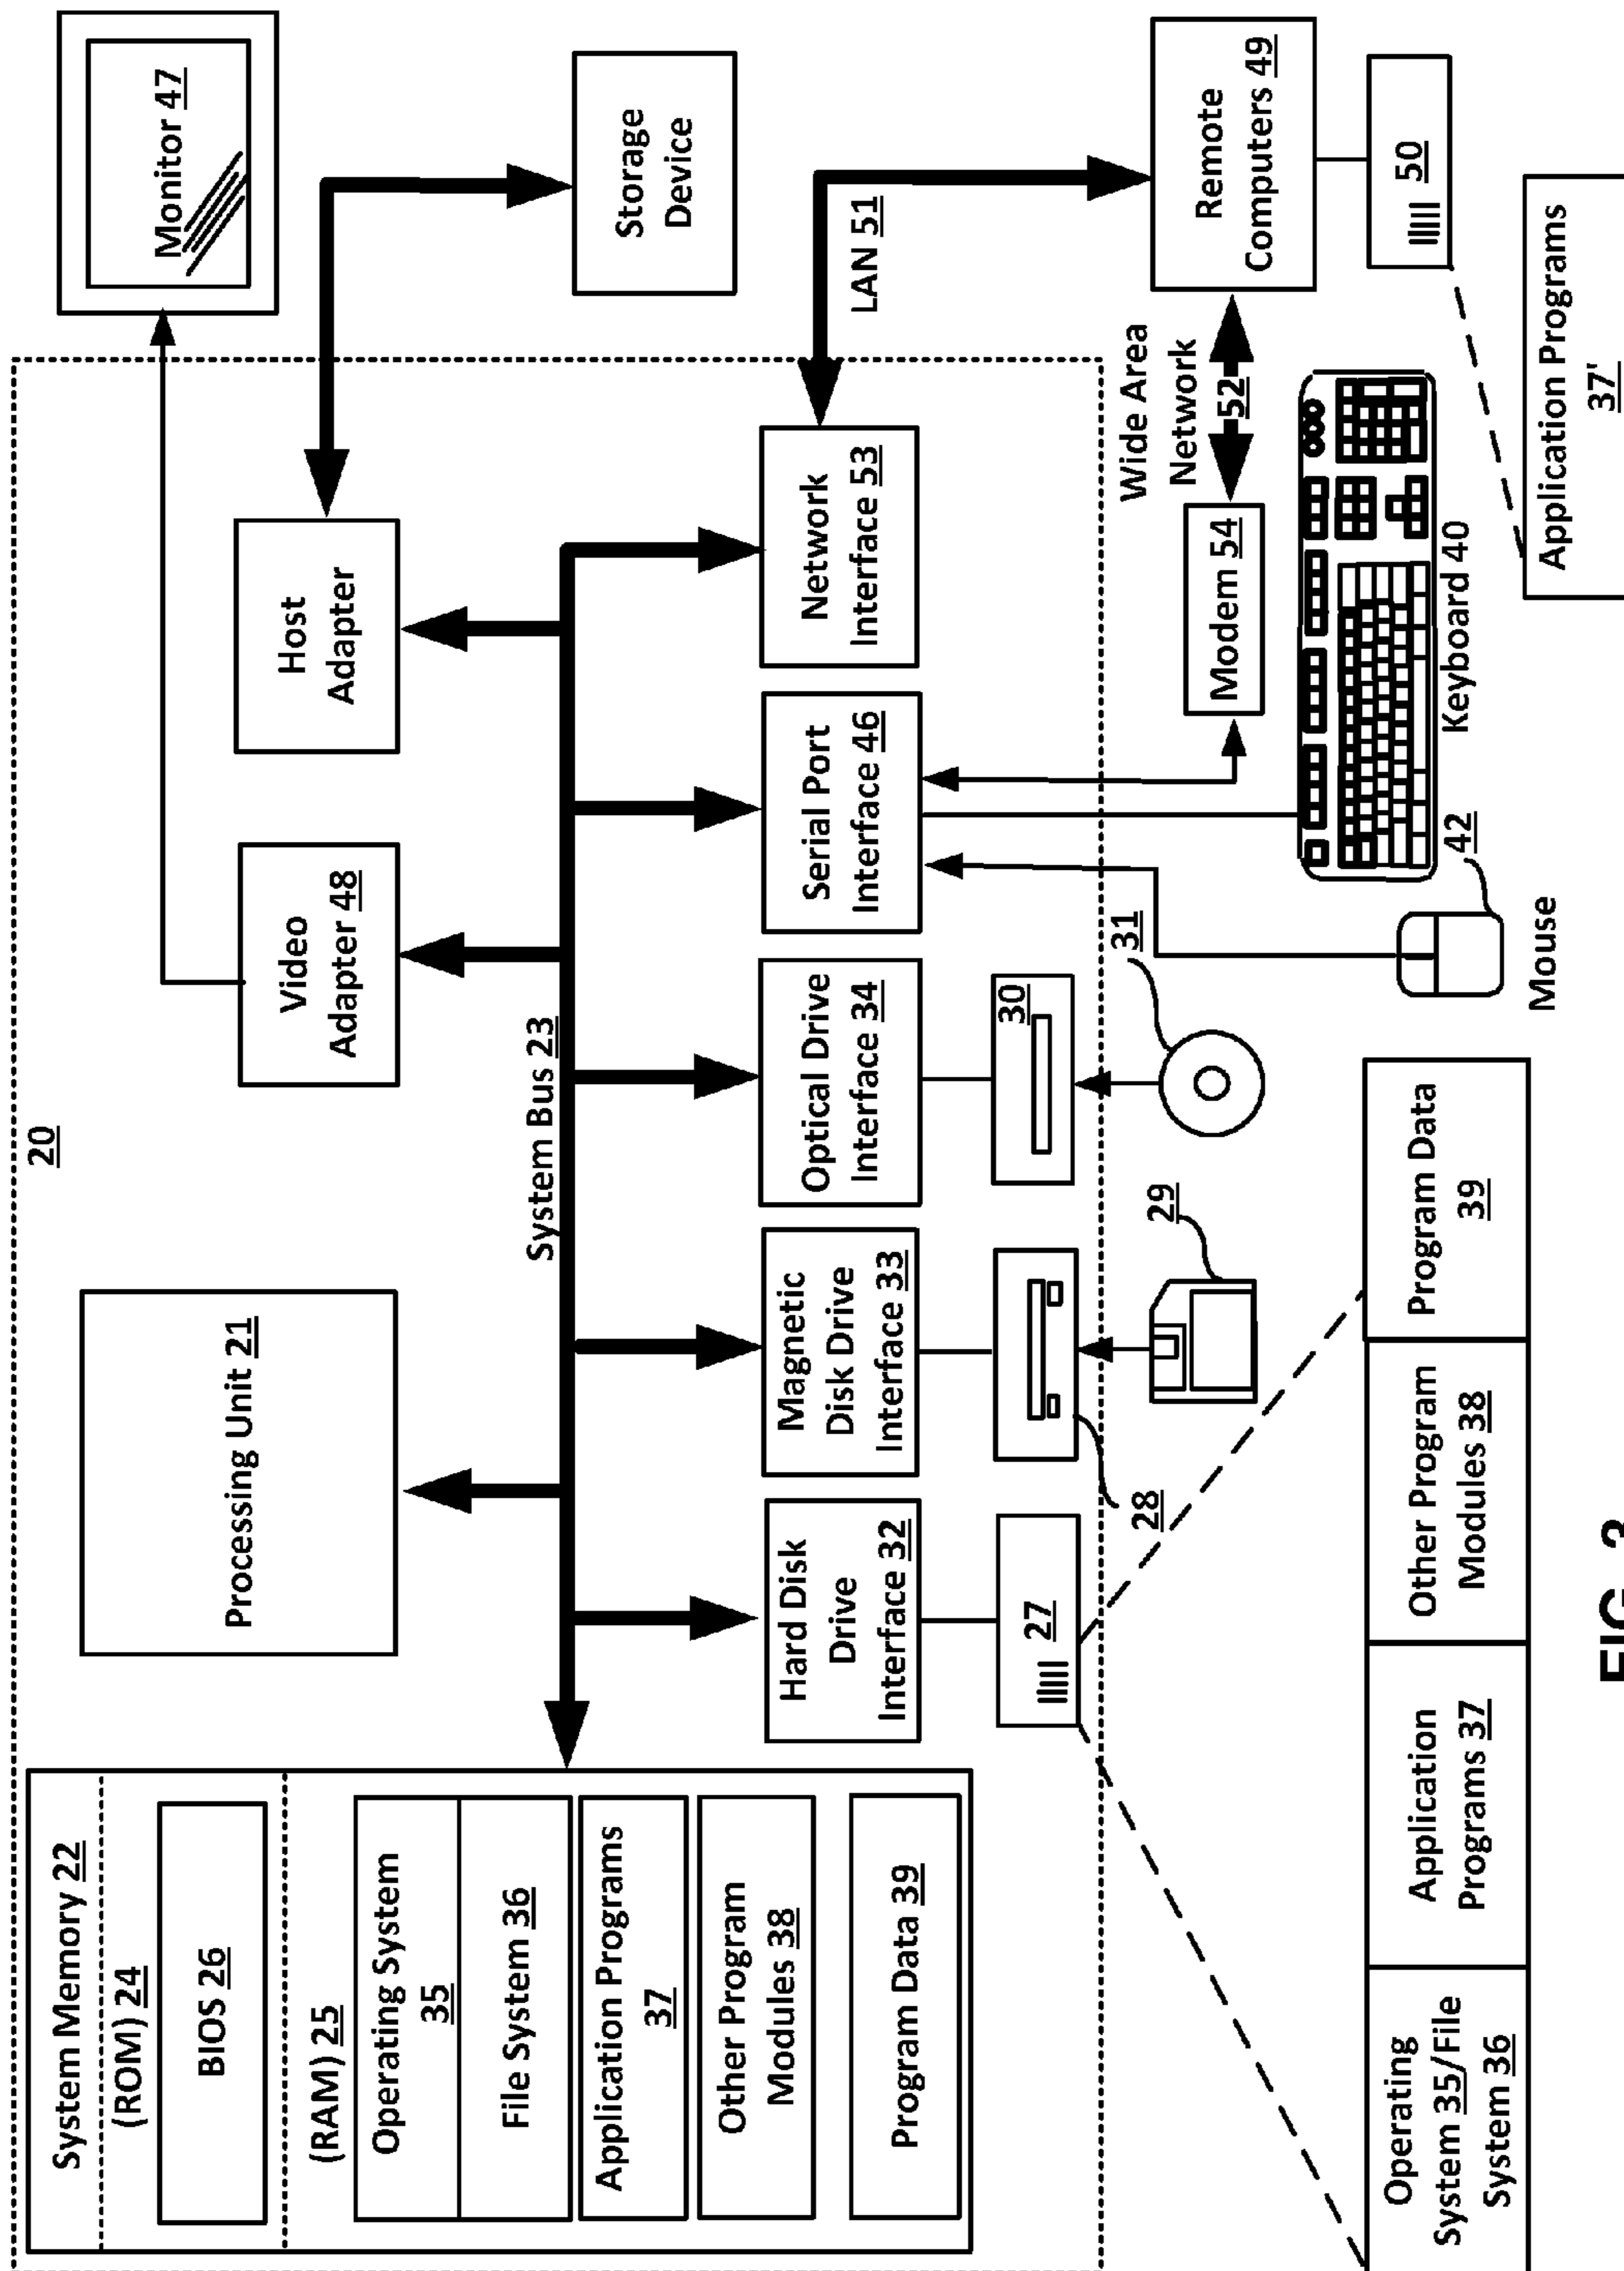 20
System Memory 22
(ROM) 24
BIOS 26
(RAM) 25
Operating System
35
File System 36
Application Programs
37
Other Program
Modules 38
Program Data 39
Processing Unit 21
Video
Adapter 48
Host
Adapter
Monitor 47
Storage
Device
System Bus 23
Hard Disk
Drive
Interface 32
Magnetic
Disk Drive
Interface 33
Optical Drive
Interface 34
Serial Port
Interface 46
Network
Interface 53
LAN 51
27
28
29
30
31
Wide Area
Network
52
Modem 54
Remote
Computers 49
50
Keyboard 40
42
Mouse
Operating
System 35/File
System 36
Application
Programs 37
Other Program
Modules 38
Program Data
39
Application Programs
37'
FIG. 3